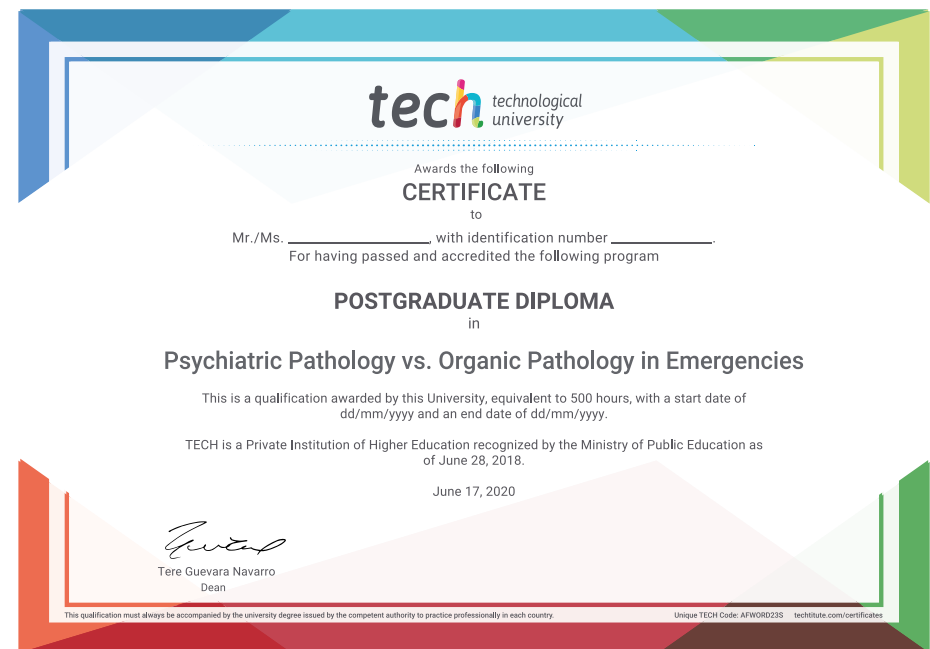 tech technological
university
Awards the following
CERTIFICATE
to
Mr./Ms. ____________, with identification number ____________.
For having passed and accredited the following program
POSTGRADUATE DIPLOMA
in
Psychiatric Pathology vs. Organic Pathology in Emergencies
This is a qualification awarded by this University, equivalent to 500 hours, with a start date of
dd/mm/yyyy and an end date of dd/mm/yyyy.
TECH is a Private Institution of Higher Education recognized by the Ministry of Public Education as
of June 28, 2018.
June 17, 2020
Tere Guevara Navarro
Dean
This qualification must always be accompanied by the university degree issued by the competent authority to practice professionally in each country. Unique TECH Code: AFWORD23S techtitute.com/certificates